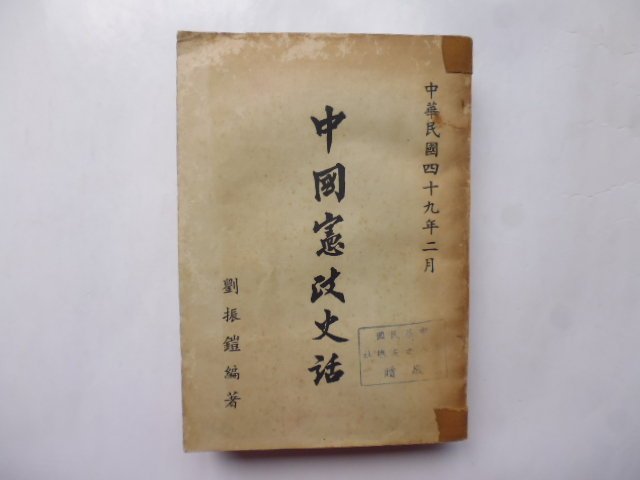 中華民國四十九年二月
中國憲政史話
劉振鎧編著